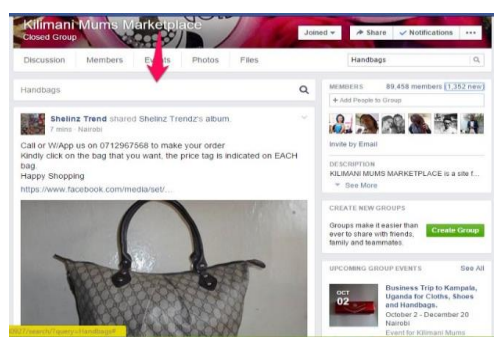 Kilimani Mums Marketplace
Closed Group
Joined
Share
Notifications
Discussion
Members
Events
Photos
Files
Handbags
Handbags
Shelinz Trend shared Shelinz Trendz's album
7 mins · Nairobi
Call or W/App us on 0712967568 to make your order
Kindly click on the bag that you want, the price tag is indicated on EACH
bag.
Happy Shopping
https://www.facebook.com/media/set/...
MEMBERS
89,458 members (1,352 new)
+ Add People to Group
Invite by Email
DESCRIPTION
KILIMANI MUMS MARKETPLACE is a site f...
See More
CREATE NEW GROUPS
Groups make it easier than
ever to share with friends,
family and teammates.
Create Group
UPCOMING GROUP EVENTS
See All
OCT
02
Business Trip to Kampala,
Uganda for Cloths, Shoes
and Handbags.
October 2 - December 20
Nairobi
Event for Kilimani Mums